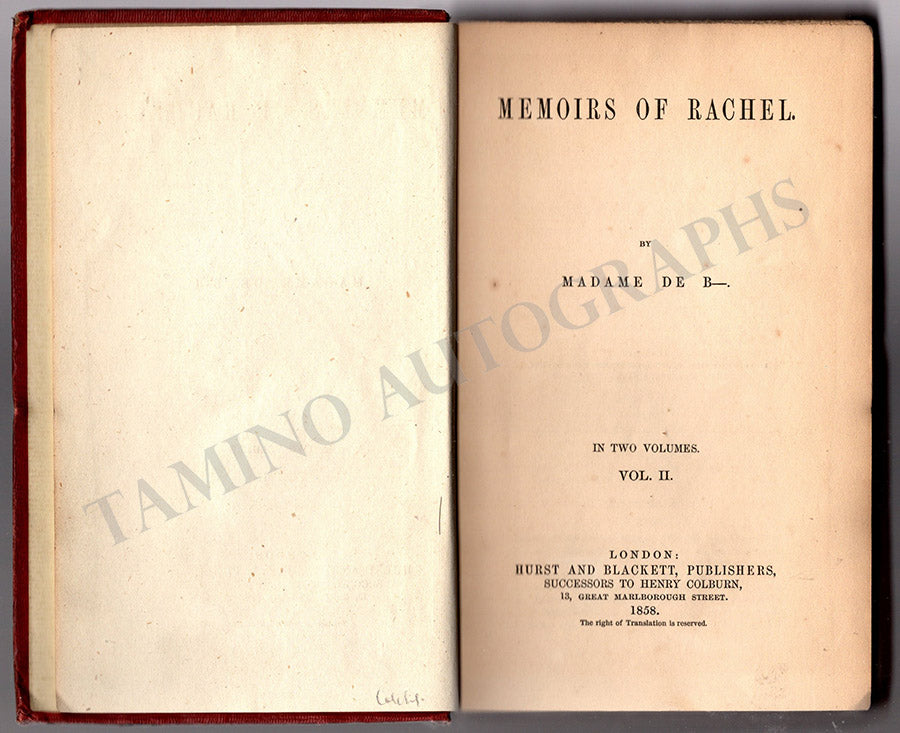 MEMOIRS OF RACHEL.
BY
MADAME DE B—.
IN TWO VOLUMES.
VOL. II.
LONDON:
HURST AND BLACKETT, PUBLISHERS,
SUCCESSORS TO HENRY COLBURN,
13, GREAT MARLBOROUGH STREET.
1858.
The right of Translation is reserved.
TAMINO AUTOGRAPHS